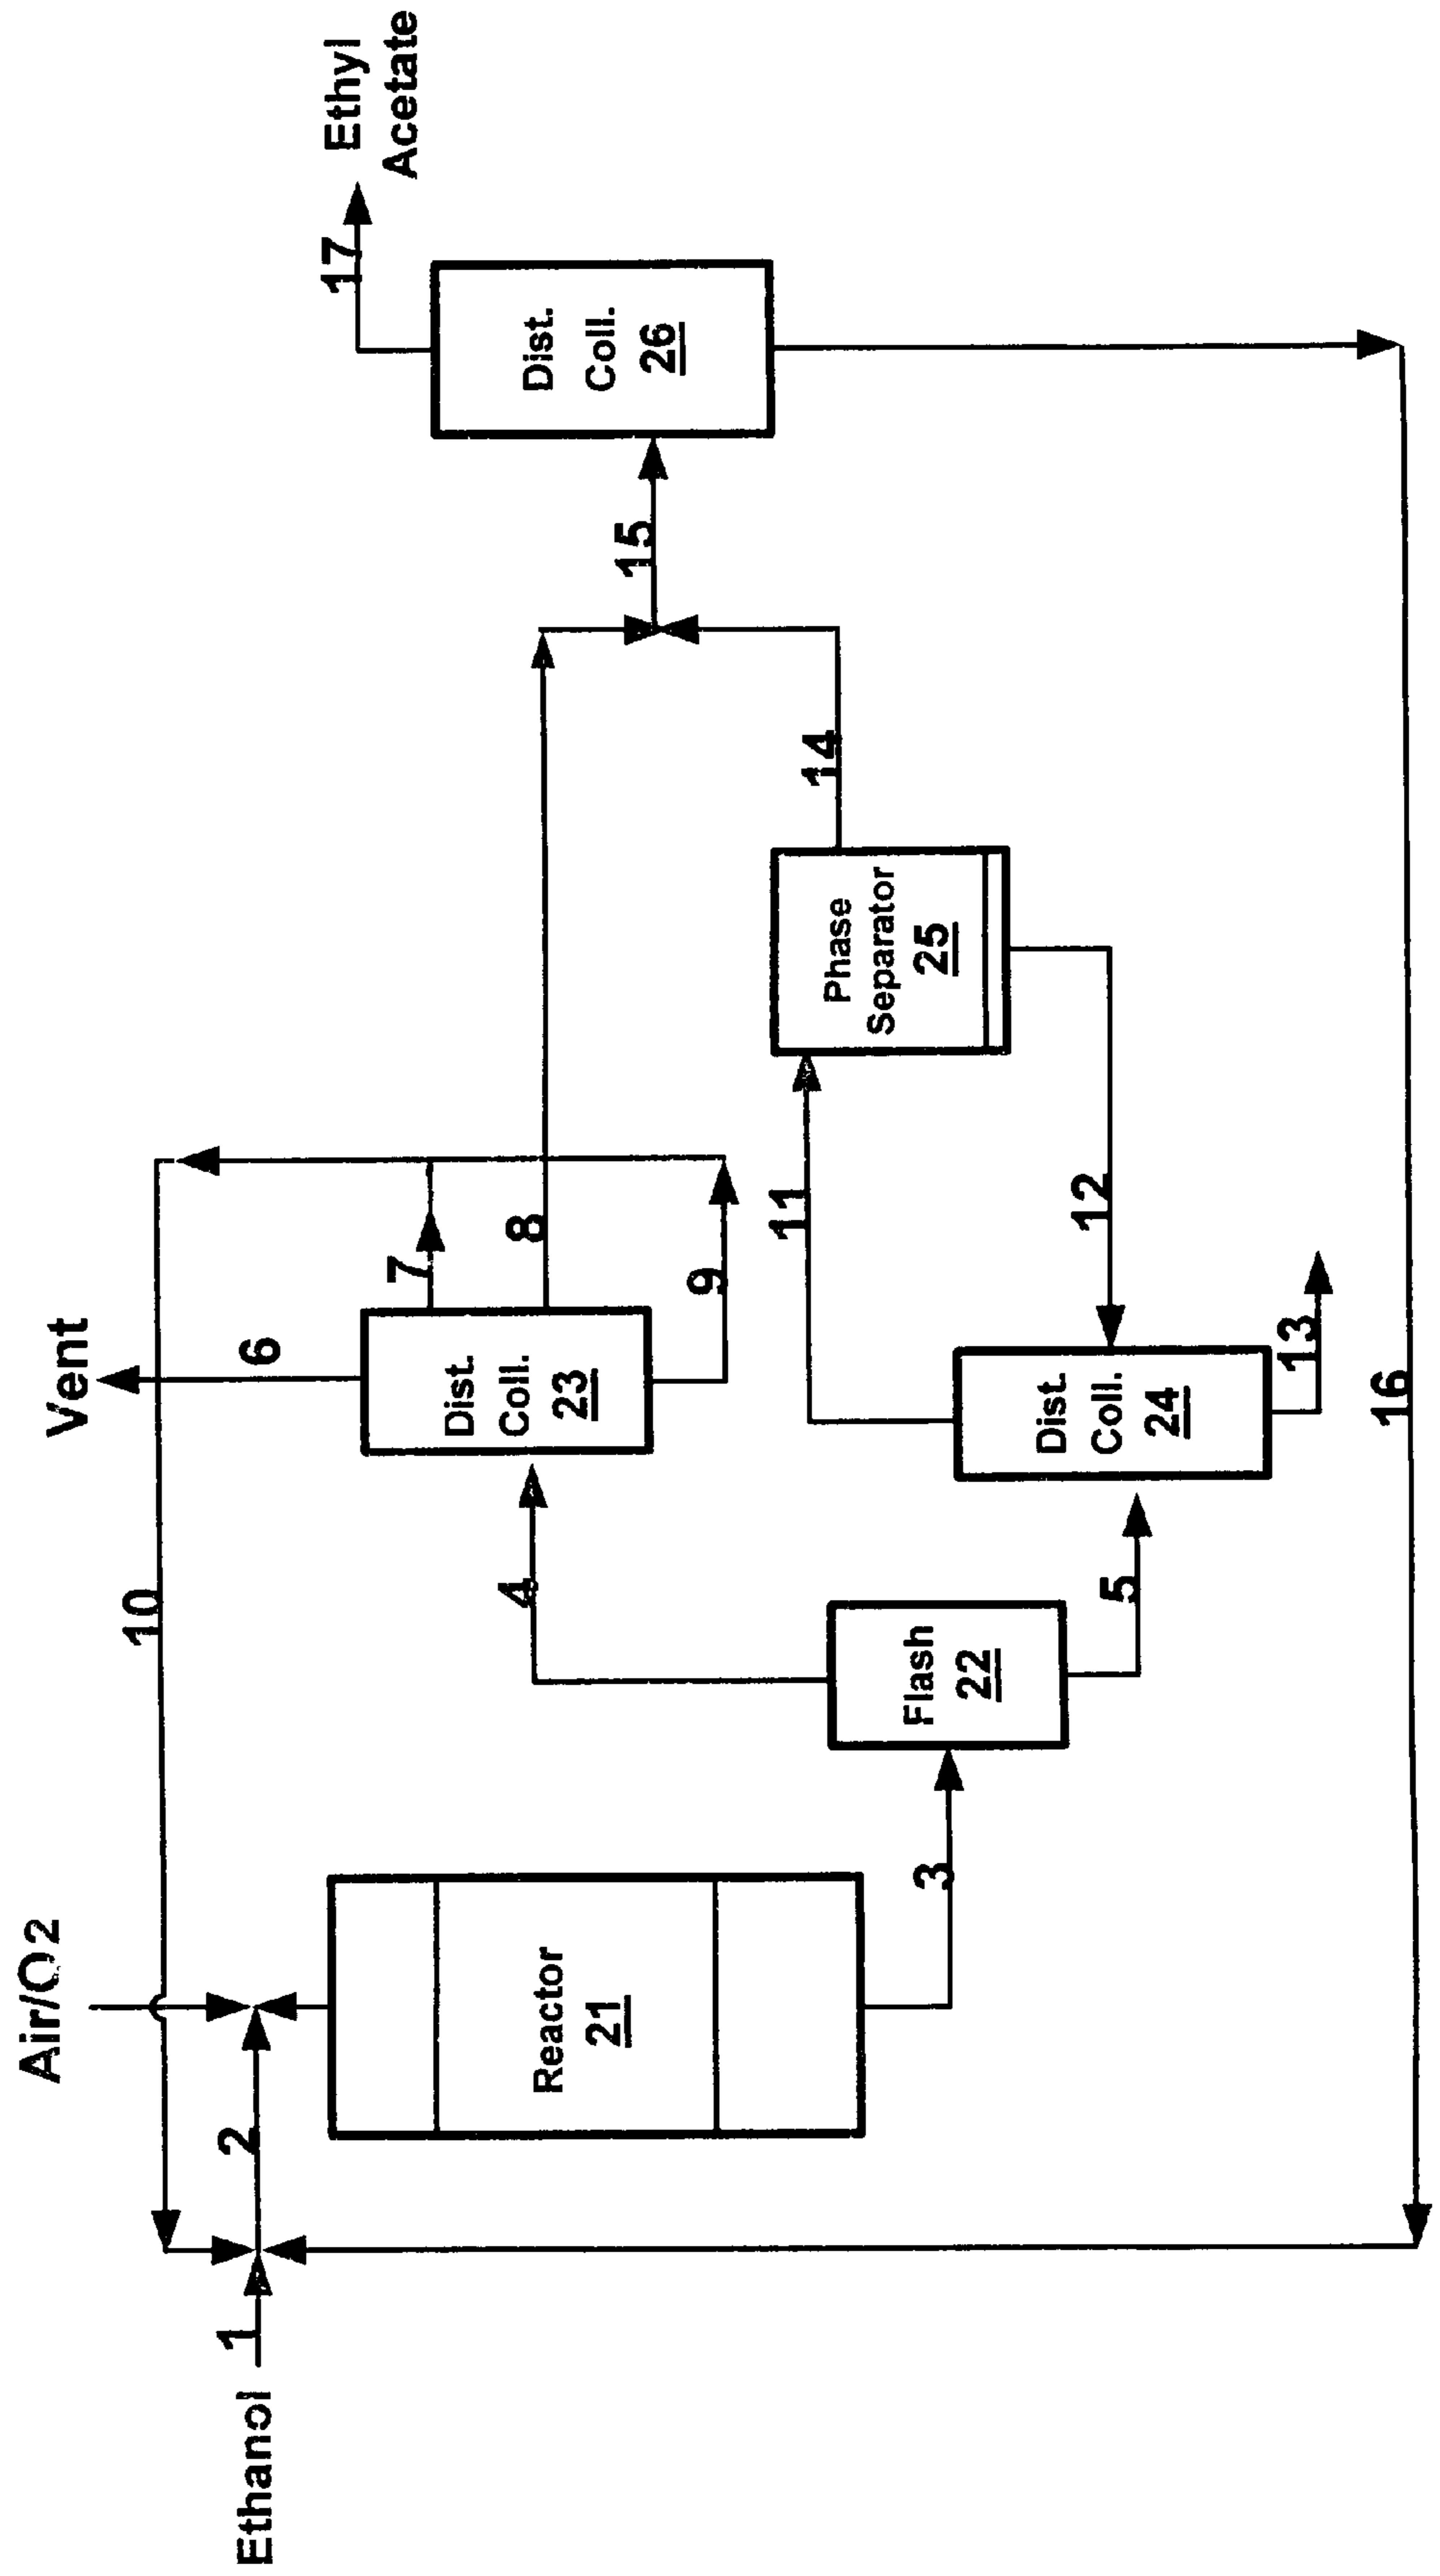 Ethanol
1
2
Air/O2
10
Reactor
21
3
Flash
22
4
5
Vent
6
Dist.
Coll.
23
7
8
9
Dist.
Coll.
24
11
12
13
Phase
Separator
25
14
15
16
Dist.
Coll.
26
17
Ethyl
Acetate